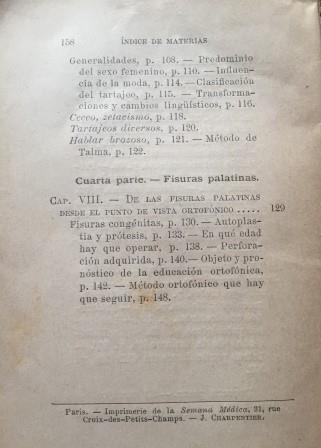 158 ÍNDICE DE MATERIAS
Generalidades, p. 108. — Predominio
del sexo femenino, p. 110. — Influen-
cia de la moda, p. 114. — Clasificación
del tartajeo, p. 115. — Transforma-
ciones y cambios lingüísticos, p. 116.
Ceceo, zetacismo, p. 118.
Tartajeos diversos, p. 120.
Hablar brozoso, p. 121. — Método de
Talma, p, 122.
Cuarta parte. — Fisuras palatinas.
CAP. VIII. — DE LAS FISURAS PALATINAS
DESDE EL PUNTO DE VISTA ORTOFÓNICO..... 129
Fisuras congénitas, p. 130. — Autoplas-
tia y prótesis, p. 133. — En qué edad
hay que operar, p. 138. — Perfora-
ción adquirida, p. 140. — Objeto y pro-
nóstico de la educación ortofónica,
p. 142. — Método ortofónico que hay
que seguir, p. 148.
Paris. — Imprimerie de la Semana Médica, 21, rue
Croix-des-Petits-Champs. — J. CHARPENTIER.